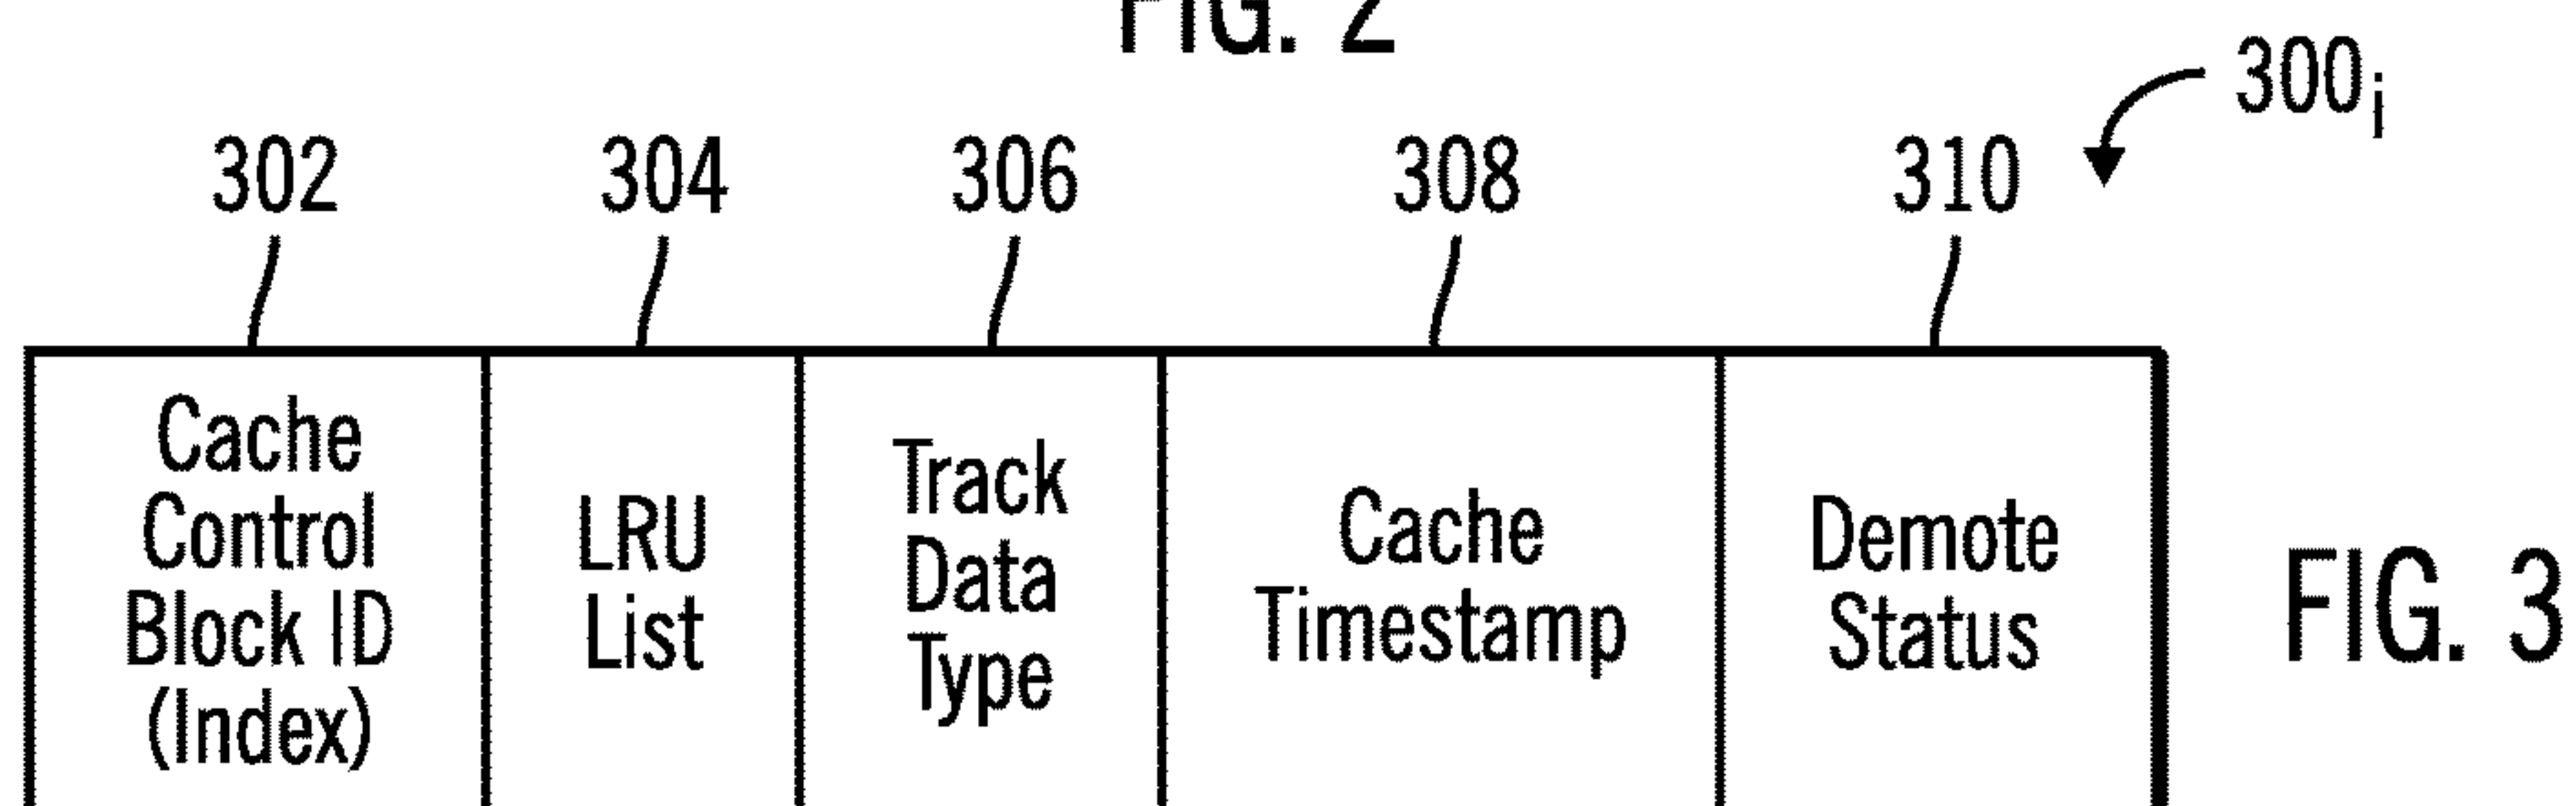 FIG. 2
300i
302 304 306 308 310
Cache
Control
Block ID
(Index)
LRU
List
Track
Data
Type
Cache
Timestamp
Demote
Status
FIG. 3